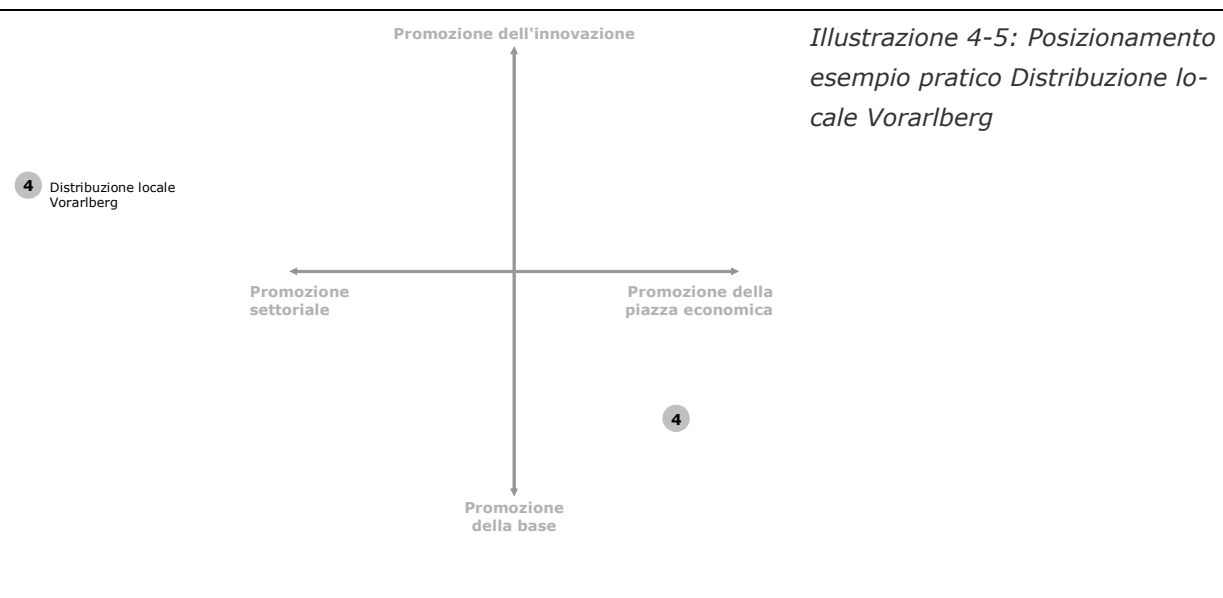 Promozione dell'innovazione
Illustrazione 4-5: Posizionamento
esempio pratico Distribuzione lo-
cale Vorarlberg
4 Distribuzione locale
Vorarlberg
Promozione
settoriale
Promozione della
piazza economica
4
Promozione
della base